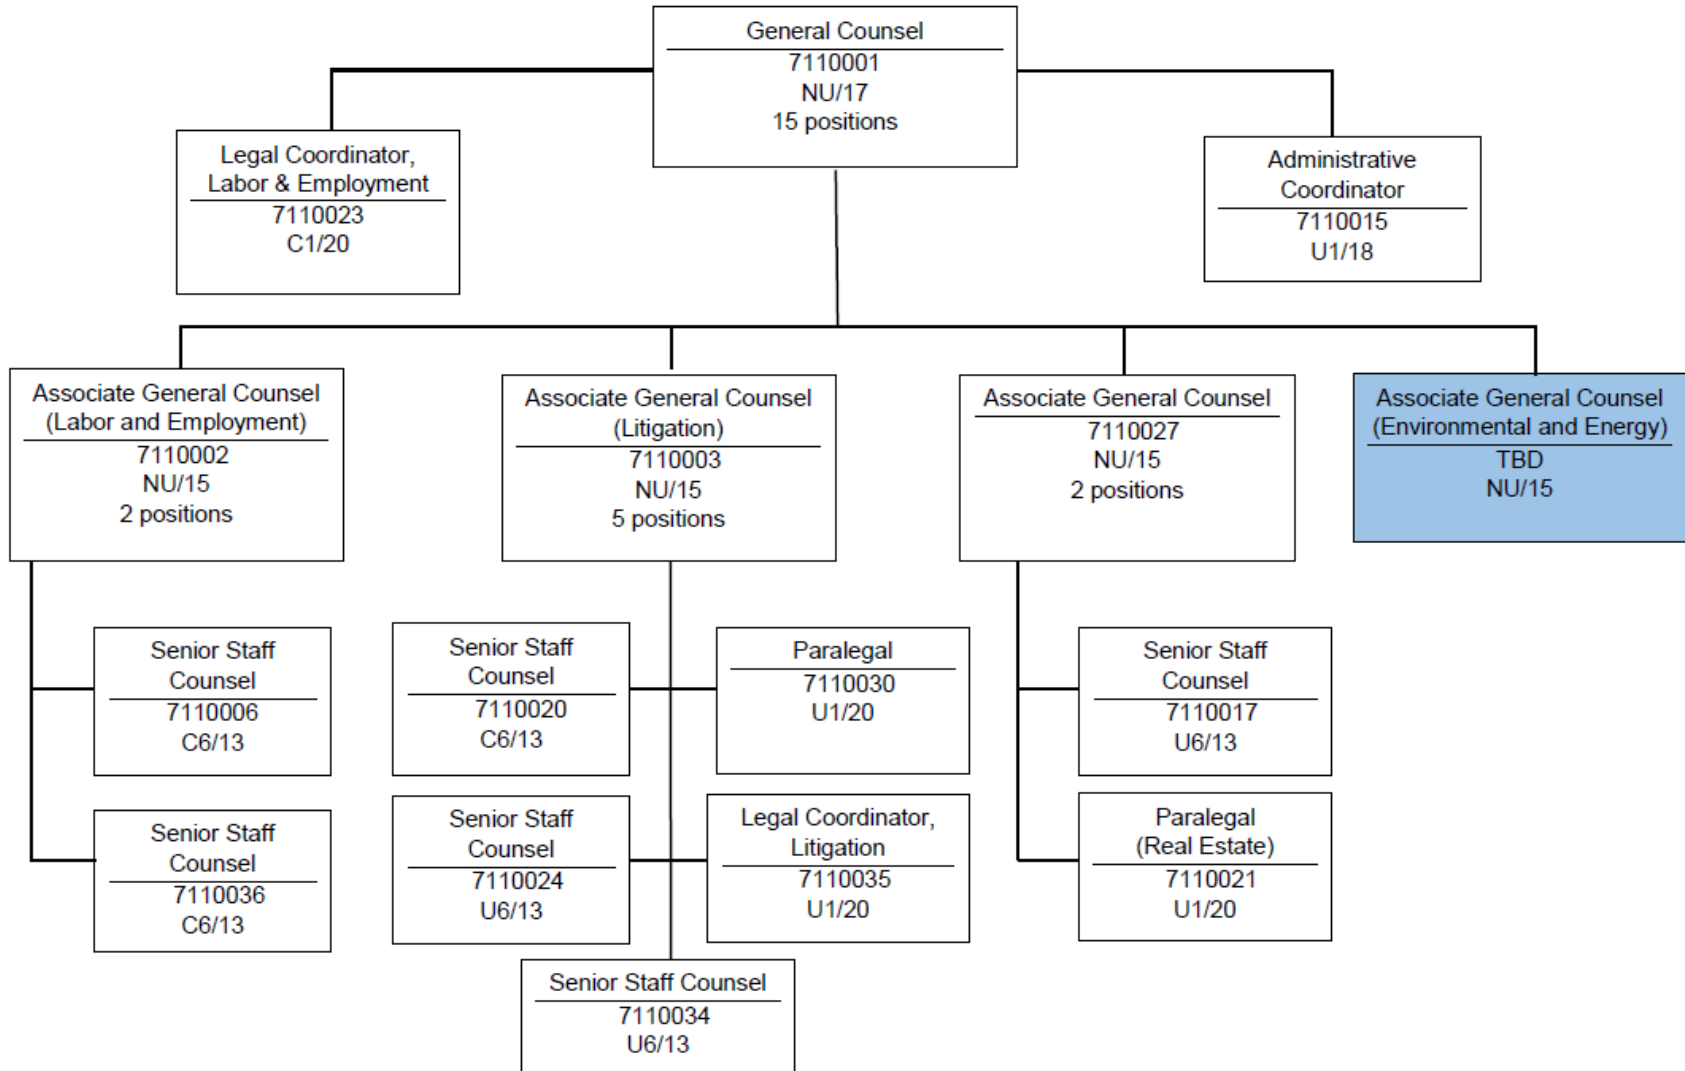 General Counsel
7110001
NU/17
15 positions
Legal Coordinator,
Labor & Employment
7110023
C1/20
Administrative
Coordinator
7110015
U1/18
Associate General Counsel
(Labor and Employment)
7110002
NU/15
2 positions
Associate General Counsel
(Litigation)
7110003
NU/15
5 positions
Associate General Counsel
7110027
NU/15
2 positions
Associate General Counsel
(Environmental and Energy)
TBD
NU/15
Senior Staff
Counsel
7110006
C6/13
Senior Staff
Counsel
7110020
C6/13
Paralegal
7110030
U1/20
Senior Staff
Counsel
7110017
U6/13
Senior Staff
Counsel
7110036
C6/13
Senior Staff
Counsel
7110024
U6/13
Legal Coordinator,
Litigation
7110035
U1/20
Paralegal
(Real Estate)
7110021
U1/20
Senior Staff Counsel
7110034
U6/13